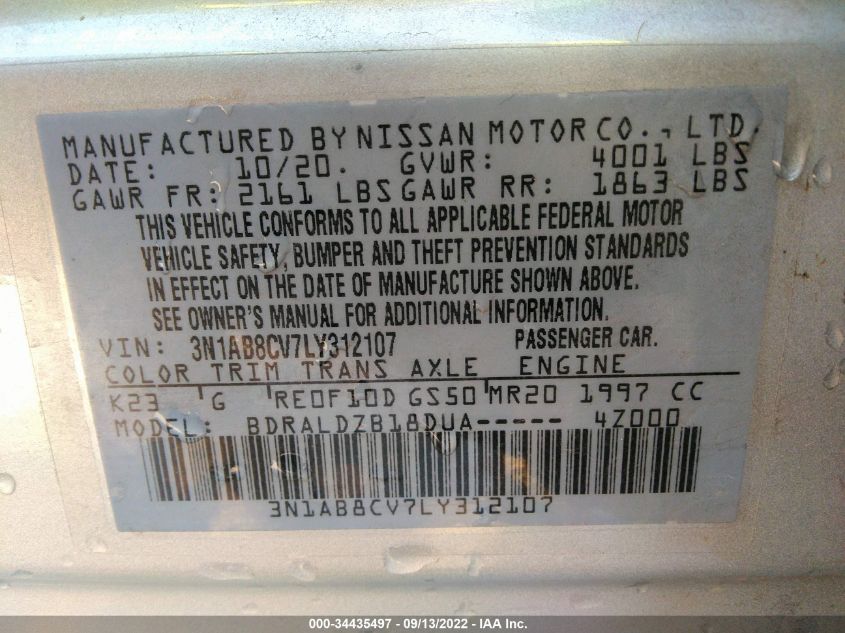 MANUFACTURED BY NISSAN MOTOR CO., LTD.
DATE: 10/20. GVWR: 4001 LBS
GAWR FR: 2161 LBS GAWR RR: 1863 LBS
THIS VEHICLE CONFORMS TO ALL APPLICABLE FEDERAL MOTOR
VEHICLE SAFETY, BUMPER AND THEFT PREVENTION STANDARDS
IN EFFECT ON THE DATE OF MANUFACTURE SHOWN ABOVE.
SEE OWNER'S MANUAL FOR ADDITIONAL INFORMATION.
VIN: 3N1AB8CV7LY312107 PASSENGER CAR.
COLOR TRIM TRANS AXLE ENGINE
K23 G RE0F10D GS50 MR20 1997 CC
MODEL: BDRALDZB18DUA----- 4Z000
3N1AB8CV7LY312107
000-34435497 - 09/13/2022 - IAA Inc.